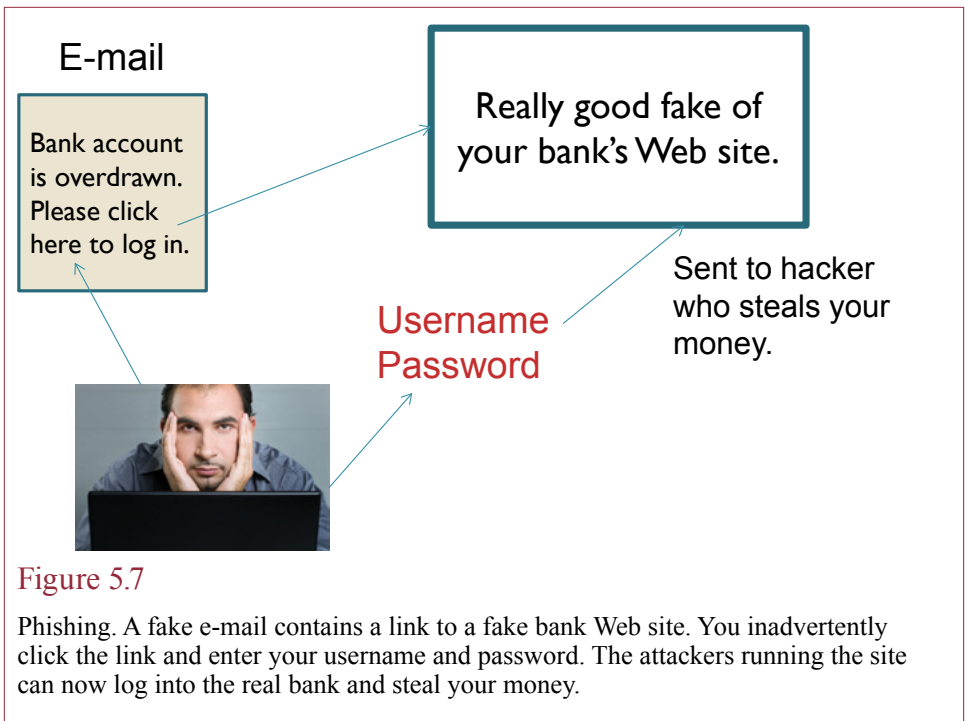 E-mail
Bank account
is overdrawn.
Please click
here to log in.
Really good fake of
your bank's Web site.
Username
Password
Sent to hacker
who steals your
money.
Figure 5.7
Phishing. A fake e-mail contains a link to a fake bank Web site. You inadvertently
click the link and enter your username and password. The attackers running the site
can now log into the real bank and steal your money.